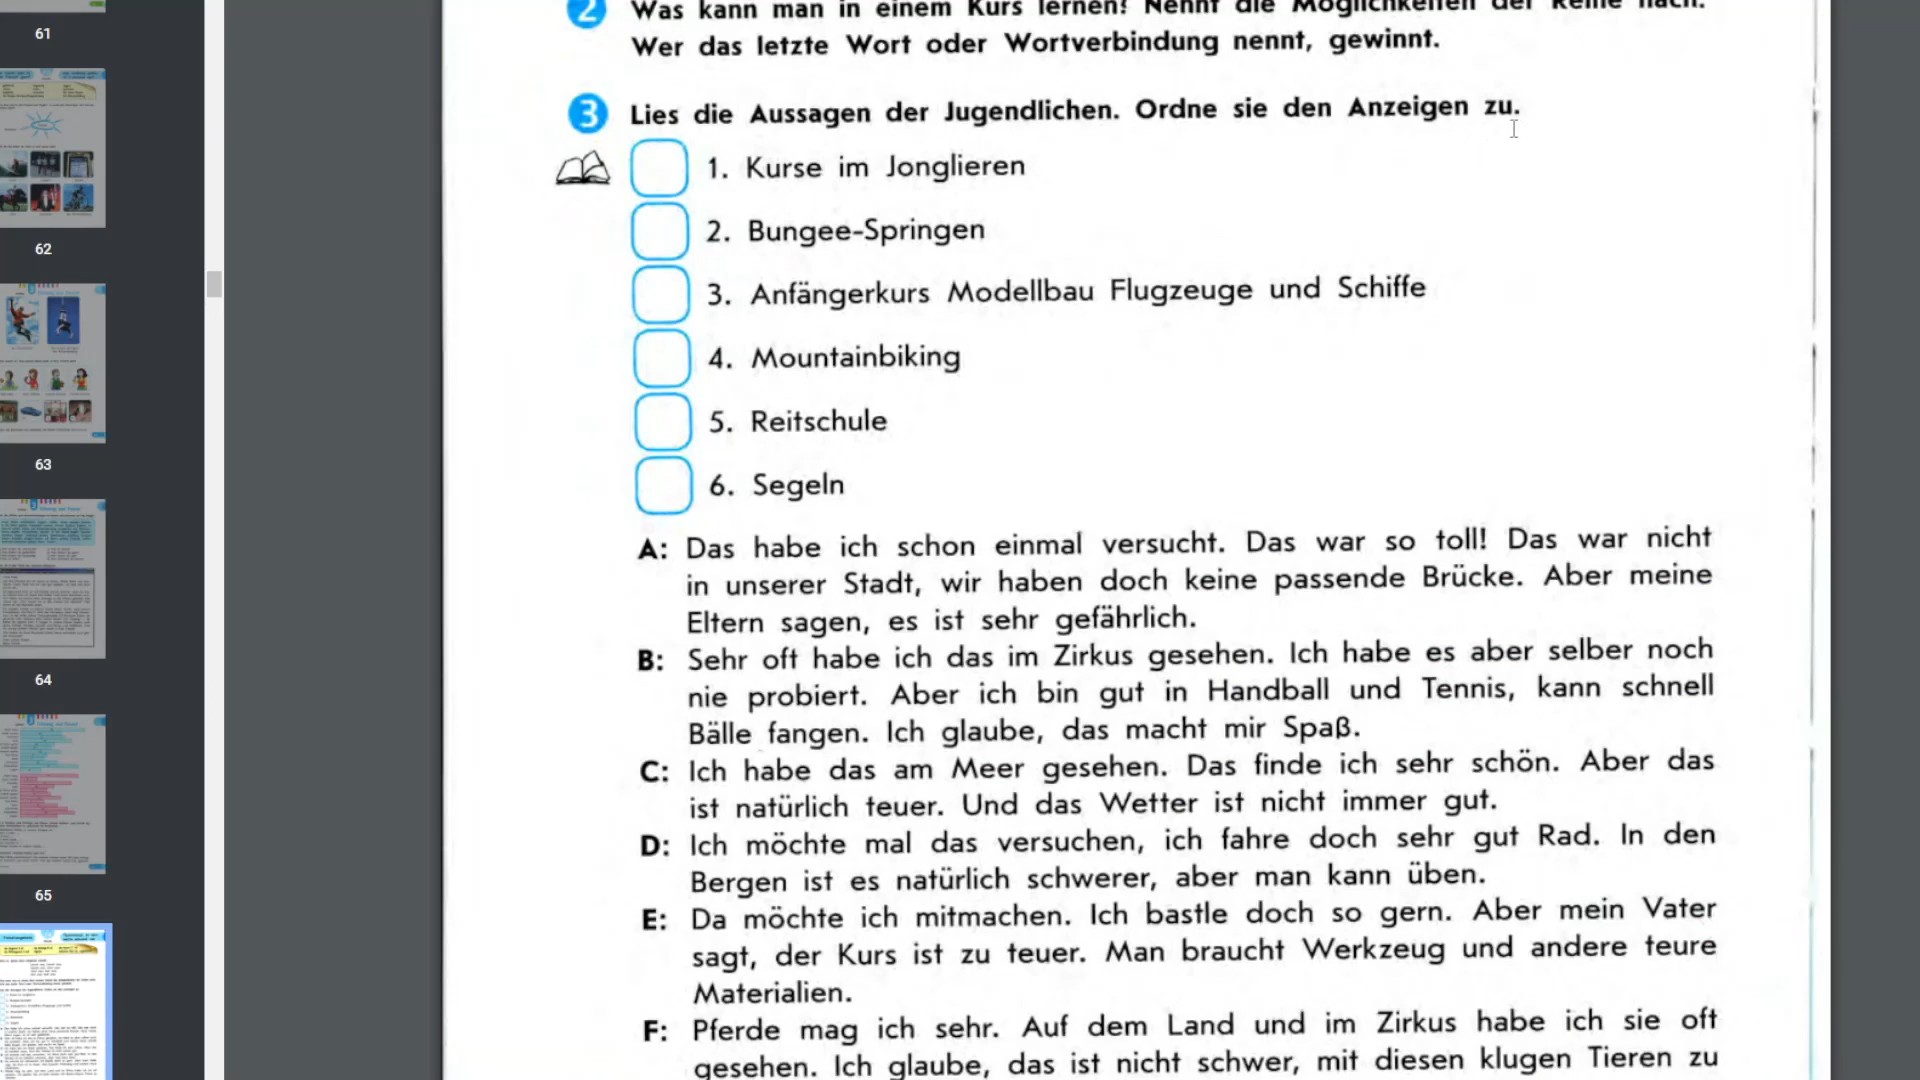 61
62
63
64
65
2 Was kann man in einem Kurs lernen? Nennt die Möglichkeiten der Reihe nach.
Wer das letzte Wort oder Wortverbindung nennt, gewinnt.
3 Lies die Aussagen der Jugendlichen. Ordne sie den Anzeigen zu.
1. Kurse im Jonglieren
2. Bungee-Springen
3. Anfängerkurs Modellbau Flugzeuge und Schiffe
4. Mountainbiking
5. Reitschule
6. Segeln
A: Das habe ich schon einmal versucht. Das war so toll! Das war nicht
in unserer Stadt, wir haben doch keine passende Brücke. Aber meine
Eltern sagen, es ist sehr gefährlich.
B: Sehr oft habe ich das im Zirkus gesehen. Ich habe es aber selber noch
nie probiert. Aber ich bin gut in Handball und Tennis, kann schnell
Bälle fangen. Ich glaube, das macht mir Spaß.
C: Ich habe das am Meer gesehen. Das finde ich sehr schön. Aber das
ist natürlich teuer. Und das Wetter ist nicht immer gut.
D: Ich möchte mal das versuchen, ich fahre doch sehr gut Rad. In den
Bergen ist es natürlich schwerer, aber man kann üben.
E: Da möchte ich mitmachen. Ich bastle doch so gern. Aber mein Vater
sagt, der Kurs ist zu teuer. Man braucht Werkzeug und andere teure
Materialien.
F: Pferde mag ich sehr. Auf dem Land und im Zirkus habe ich sie oft
gesehen. Ich glaube, das ist nicht schwer, mit diesen klugen Tieren zu